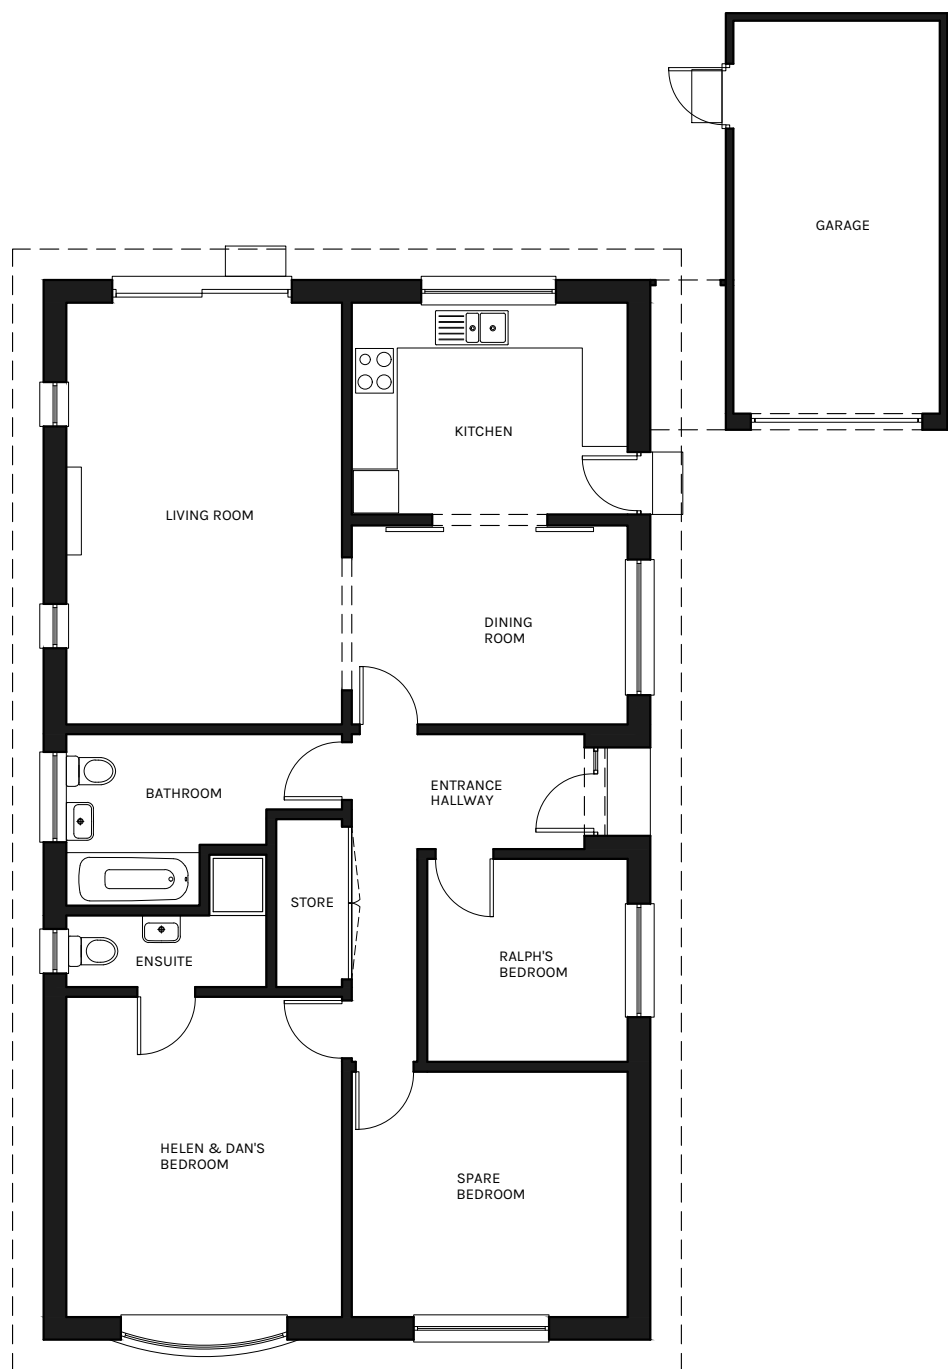 GARAGE
KITCHEN
LIVING ROOM
DINING
ROOM
ENTRANCE
HALLWAY
BATHROOM
STORE
RALPH'S
BEDROOM
ENSUITE
HELEN & DAN'S
BEDROOM
SPARE
BEDROOM